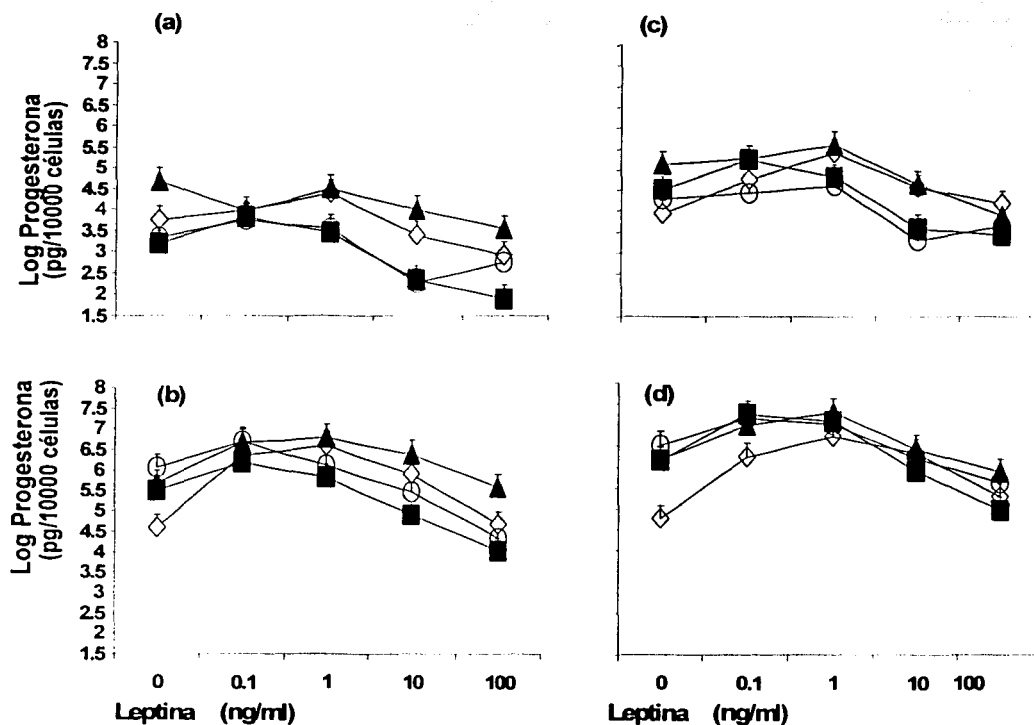 (a)
(c)
Log Progesterona
(pg/10000 células)
8
7.5
7
6.5
6
5.5
5
4.5
4
3.5
3
2.5
2
1.5
(b)
(d)
Log Progesterona
(pg/10000 células)
8
7.5
7
6.5
6
5.5
5
4.5
4
3.5
3
2.5
2
1.5
0 0.1 1 10 100
0 0.1 1 10 100
Leptina (ng/ml)
Leptina (ng/ml)